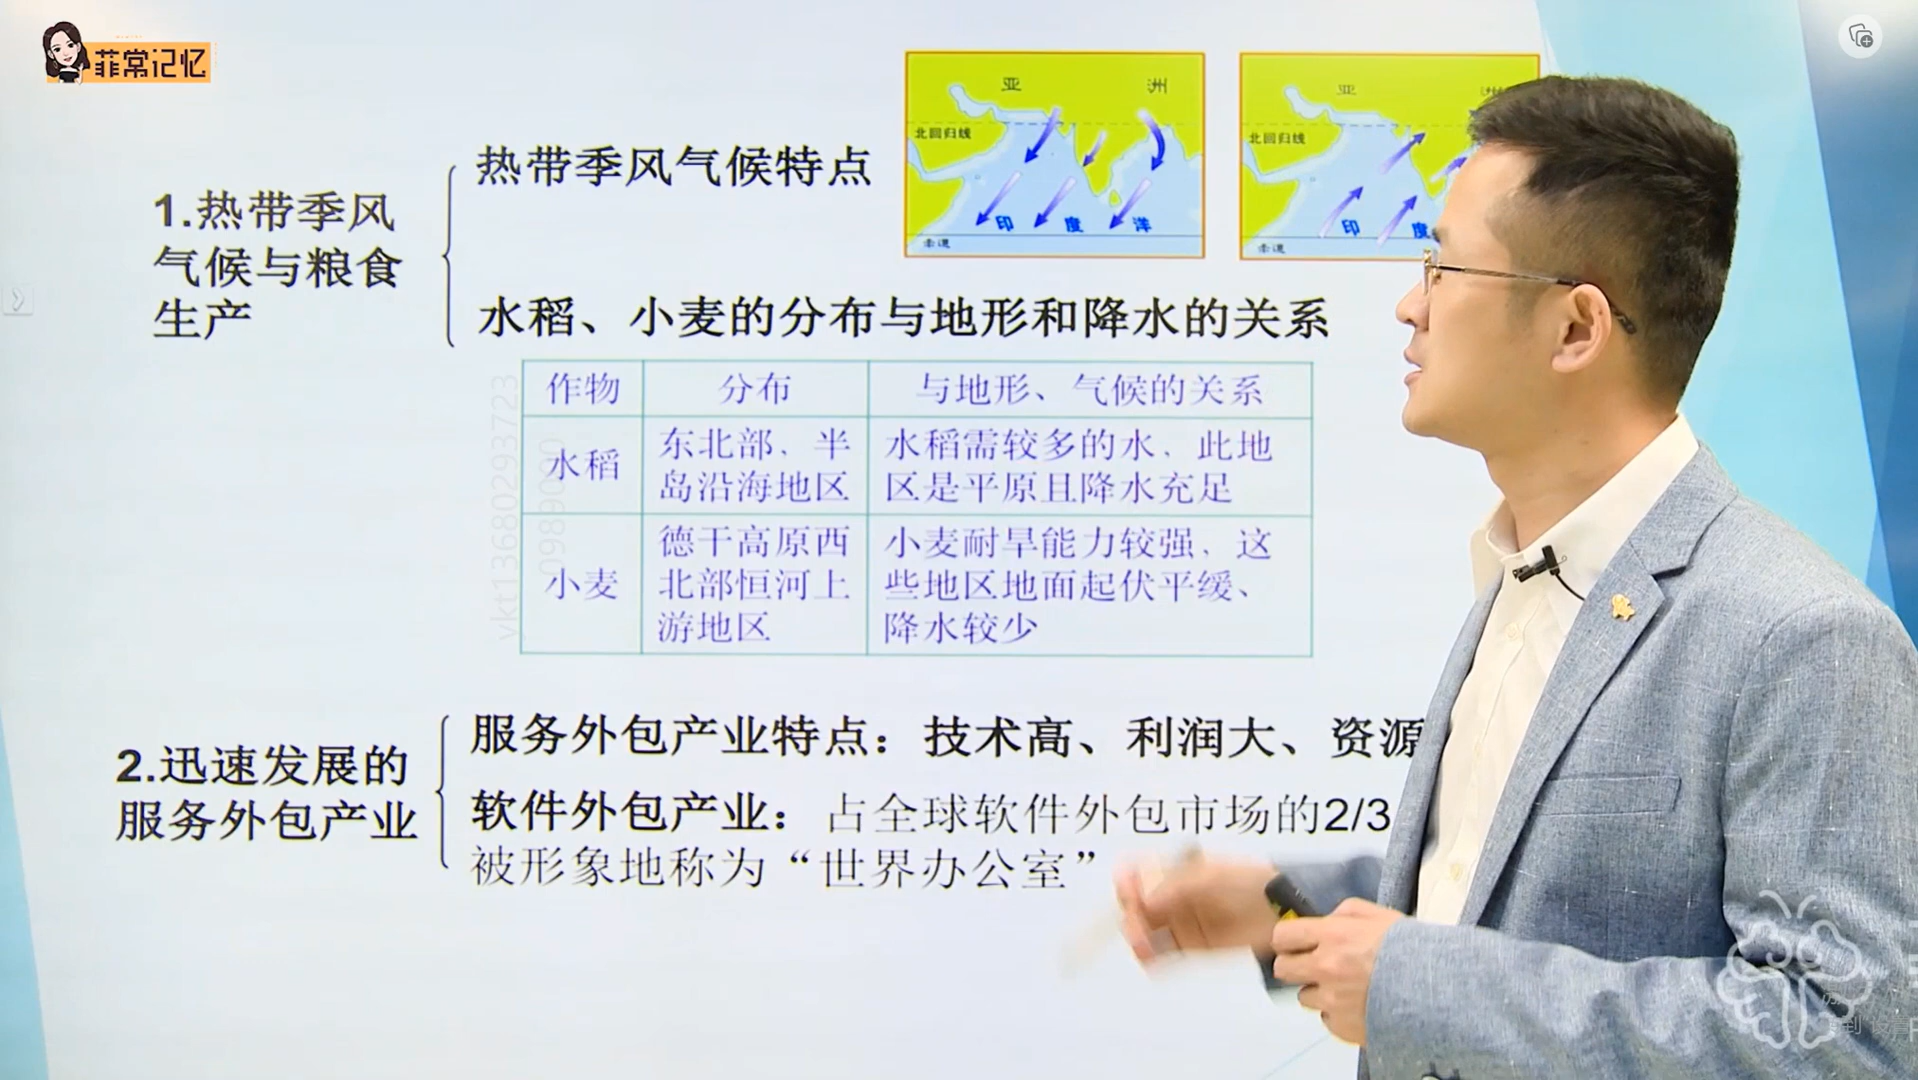 菲常记忆
1.热带季风
气候与粮食
生产
热带季风气候特点
亚 洲
北回归线
印 度 洋
赤道
亚 洲
北回归线
印 度
赤道
水稻、小麦的分布与地形和降水的关系
作物 分布 与地形、气候的关系
水稻
东北部、半
岛沿海地区
水稻需较多的水，此地
区是平原且降水充足
小麦
德干高原西
北部恒河上
游地区
小麦耐旱能力较强，这
些地区地面起伏平缓、
降水较少
vkt13680293723
0989000
2.迅速发展的
服务外包产业
服务外包产业特点：技术高、利润大、资源
软件外包产业：占全球软件外包市场的2/3
被形象地称为“世界办公室”